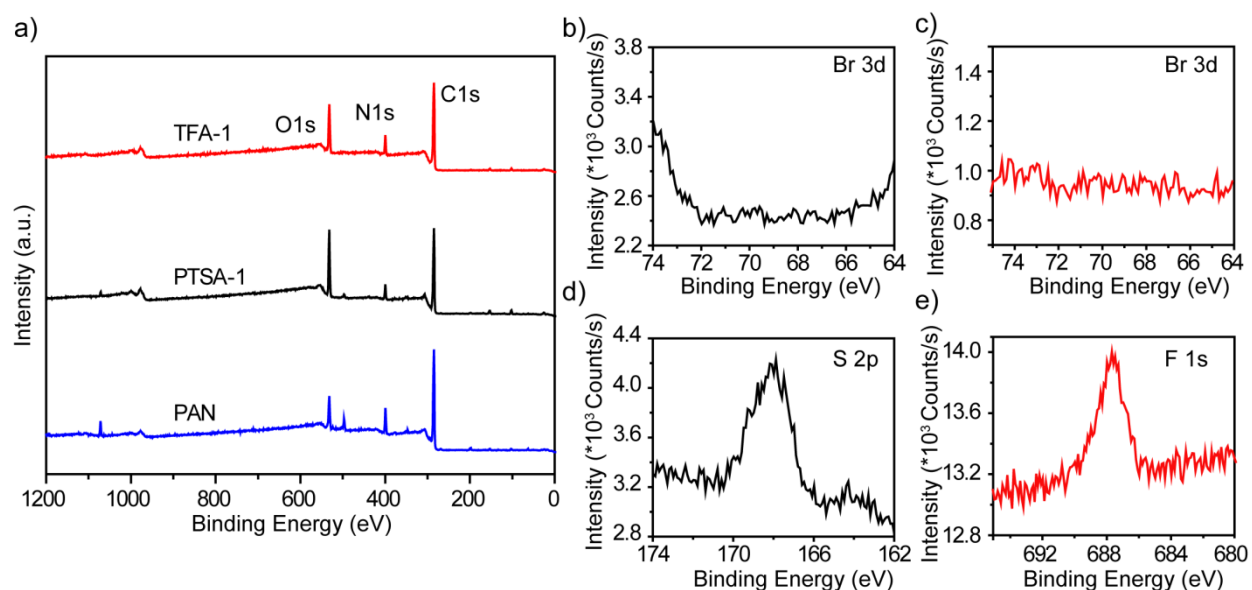 a)
Intensity (a.u.)
TFA-1
O1s
N1s
C1s
PTSA-1
PAN
1200 1000 800 600 400 200 0
Binding Energy (eV)
b)
Intensity (*10³ Counts/s)
3.8
3.4
3.0
2.6
2.2
Br 3d
74 72 70 68 66 64
Binding Energy (eV)
c)
Intensity (*10³ Counts/s)
1.4
1.2
1.0
0.8
Br 3d
74 72 70 68 66 64
Binding Energy (eV)
d)
Intensity (*10³ Counts/s)
4.4
4.0
3.6
3.2
2.8
S 2p
174 170 166 162
Binding Energy (eV)
e)
Intensity (*10³ Counts/s)
14.0
13.6
13.2
12.8
F 1s
692 688 684 680
Binding Energy (eV)